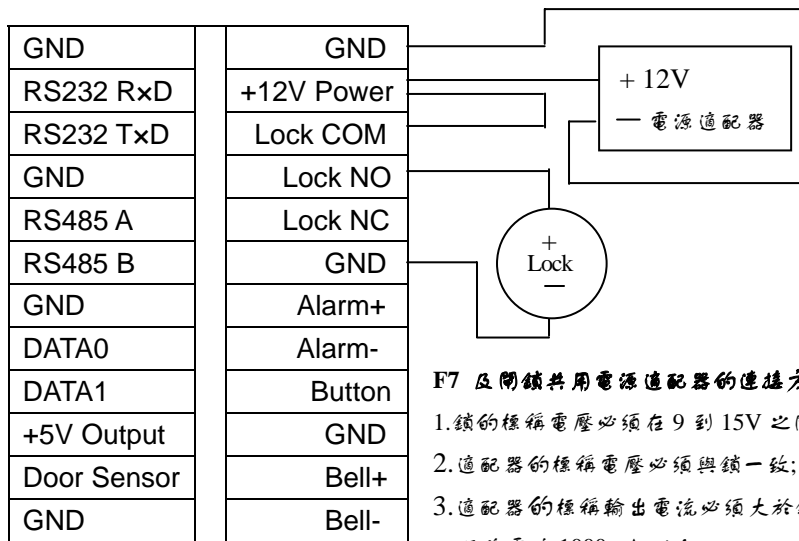 GND GND
RS232 R×D +12V Power
RS232 T×D Lock COM
GND Lock NO
RS485 A Lock NC
RS485 B GND
GND Alarm+
DATA0 Alarm-
DATA1 Button
+5V Output GND
Door Sensor Bell+
GND Bell-
+ 12V
— 電源適配器
+
Lock
—
F7 及閉鎖共用電源適配器的連接
1.鎖的標稱電壓必須在 9 到 15V 之
2.適配器的標稱電壓必須與鎖一致;
3.適配器的標稱輸出電流必須大於